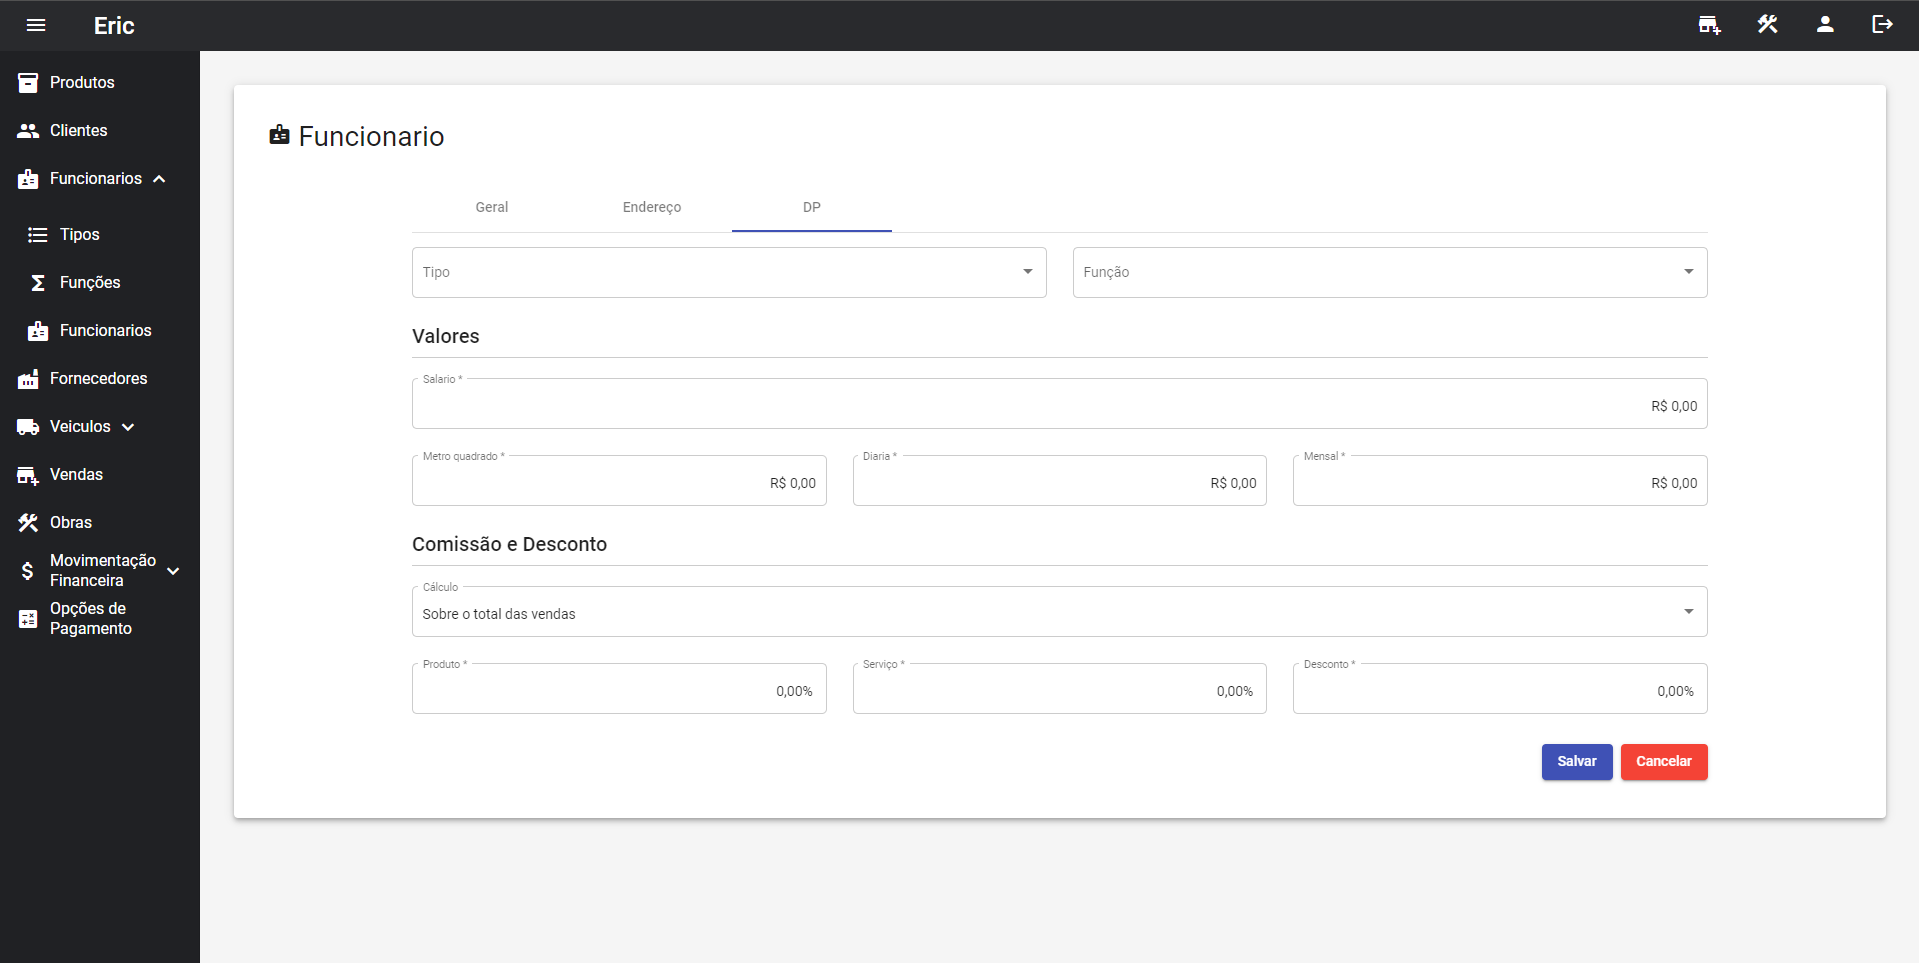 Eric
Produtos
Clientes
Funcionarios
Tipos
Funções
Funcionarios
Fornecedores
Veiculos
Vendas
Obras
Movimentação
Financeira
Opções de
Pagamento
Funcionario
Geral Endereço DP
Tipo Função
Valores
Salario *
R$ 0,00
Metro quadrado * Diaria * Mensal *
R$ 0,00 R$ 0,00 R$ 0,00
Comissão e Desconto
Cálculo
Sobre o total das vendas
Produto * Serviço * Desconto *
0,00% 0,00% 0,00%
Salvar Cancelar